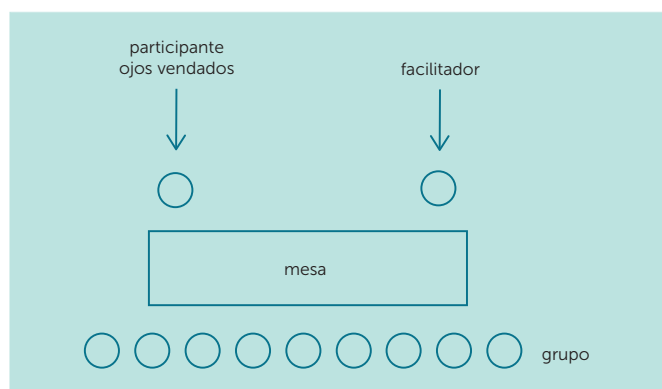 participante
ojos vendados
facilitador
mesa
grupo